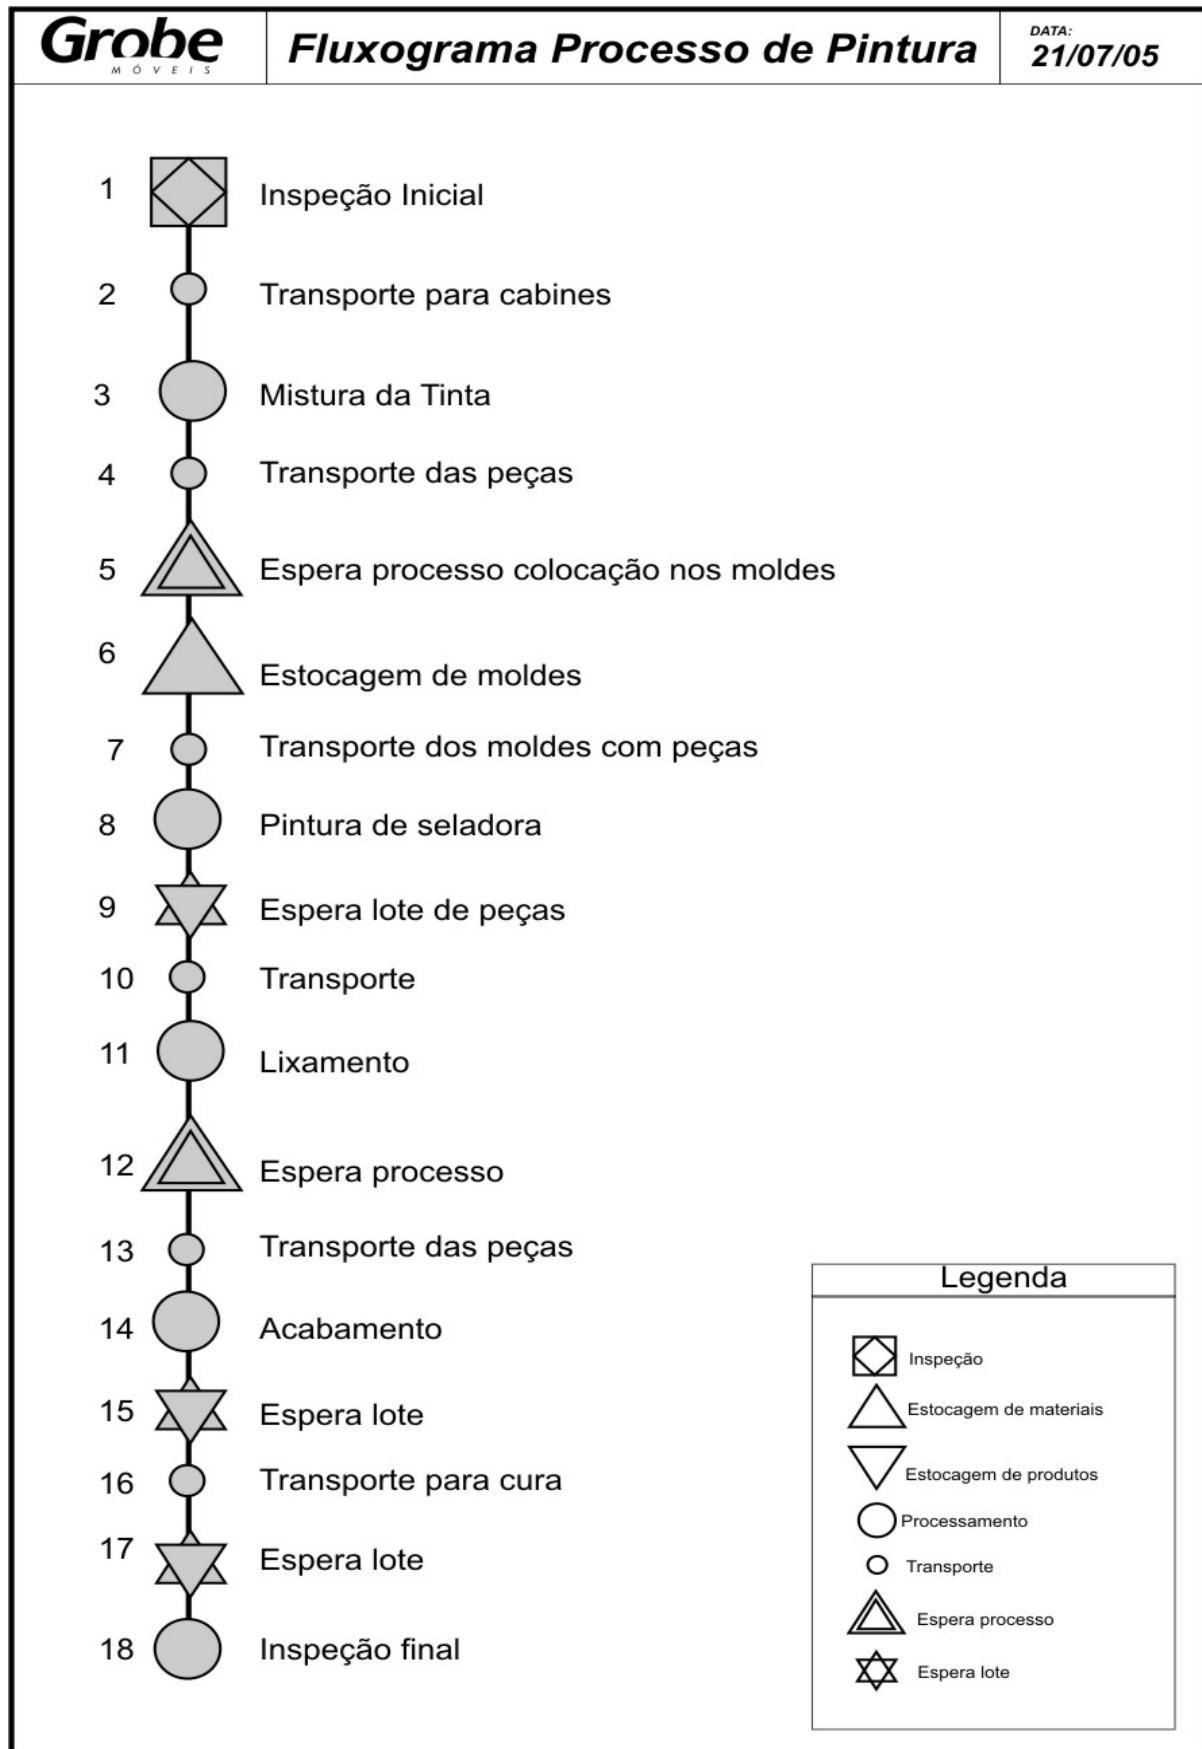 Grobe
MÓVEIS
Fluxograma Processo de Pintura
DATA:
21/07/05
1 Inspeção Inicial
2 Transporte para cabines
3 Mistura da Tinta
4 Transporte das peças
5 Espera processo colocação nos moldes
6 Estocagem de moldes
7 Transporte dos moldes com peças
8 Pintura de seladora
9 Espera lote de peças
10 Transporte
11 Lixamento
12 Espera processo
13 Transporte das peças
14 Acabamento
15 Espera lote
16 Transporte para cura
17 Espera lote
18 Inspeção final
Legenda
Inspeção
Estocagem de materiais
Estocagem de produtos
Processamento
Transporte
Espera processo
Espera lote